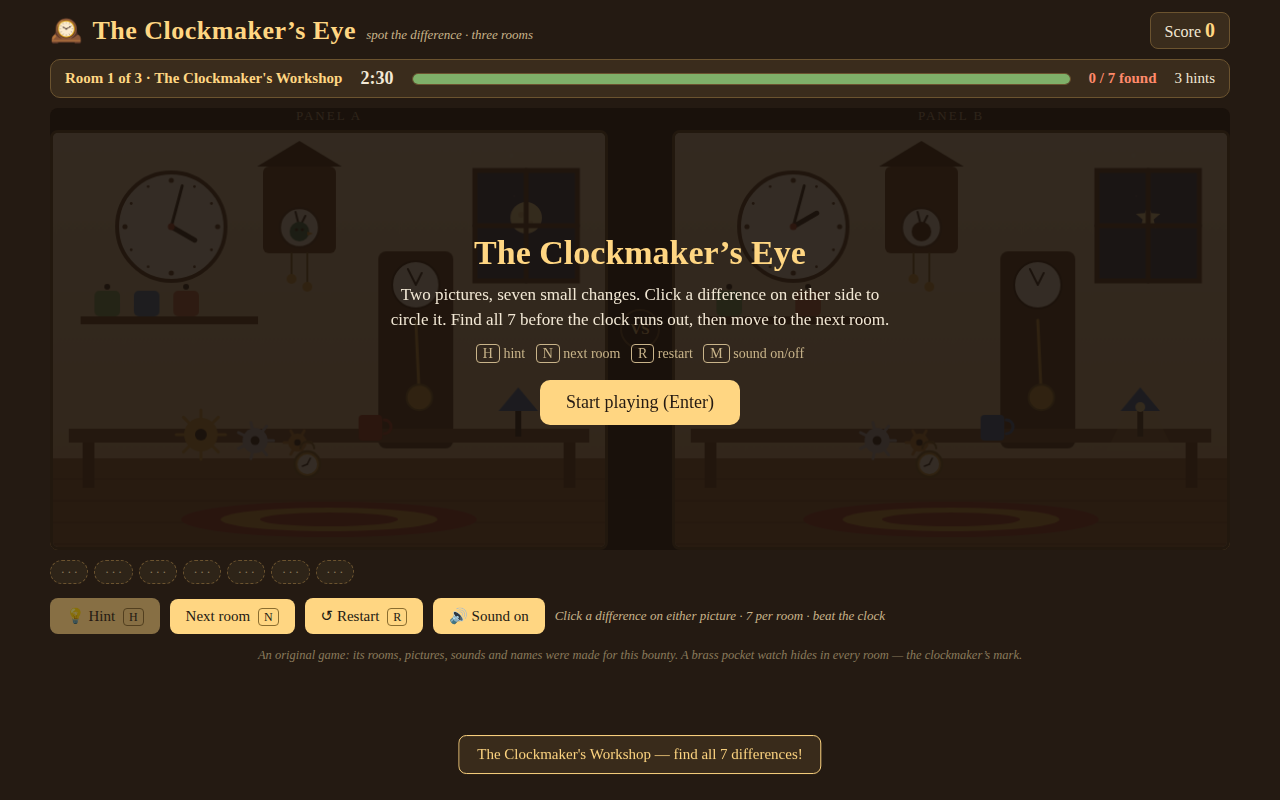 The Clockmaker’s Eye spot the difference · three rooms
Score 0
Room 1 of 3 · The Clockmaker's Workshop 2:30 0 / 7 found 3 hints
PANEL A
PANEL B
The Clockmaker’s Eye
Two pictures, seven small changes. Click a difference on either side to
circle it. Find all 7 before the clock runs out, then move to the next room.
VS
H hint N next room R restart M sound on/off
Start playing (Enter)
··· ··· ··· ··· ··· ··· ···
Hint H Next room N ↺ Restart R Sound on Click a difference on either picture · 7 per room · beat the clock
An original game: its rooms, pictures, sounds and names were made for this bounty. A brass pocket watch hides in every room — the clockmaker’s mark.
The Clockmaker's Workshop — find all 7 differences!